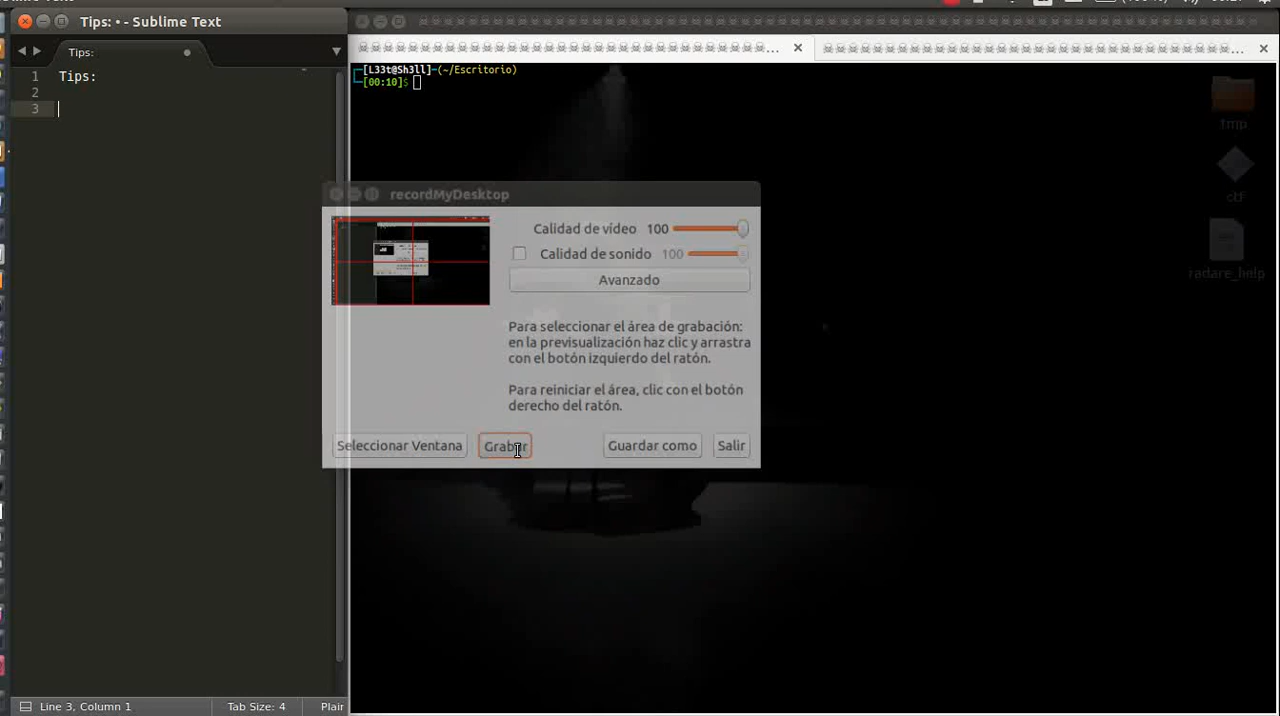 Tips: • - Sublime Text
Tips:
1 Tips:
2
3
Line 3, Column 1
Tab Size: 4
Plair
[L33t@Sh3ll]-(~/Escritorio)
[00:10]$
Tmp
ctf
radare_help
recordMyDesktop
Calidad de vídeo 100
Calidad de sonido 100
Avanzado
Para seleccionar el área de grabación:
en la previsualización haz clic y arrastra
con el botón izquierdo del ratón.
Para reiniciar el área, clic con el botón
derecho del ratón.
Seleccionar Ventana
Grabar
Guardar como
Salir